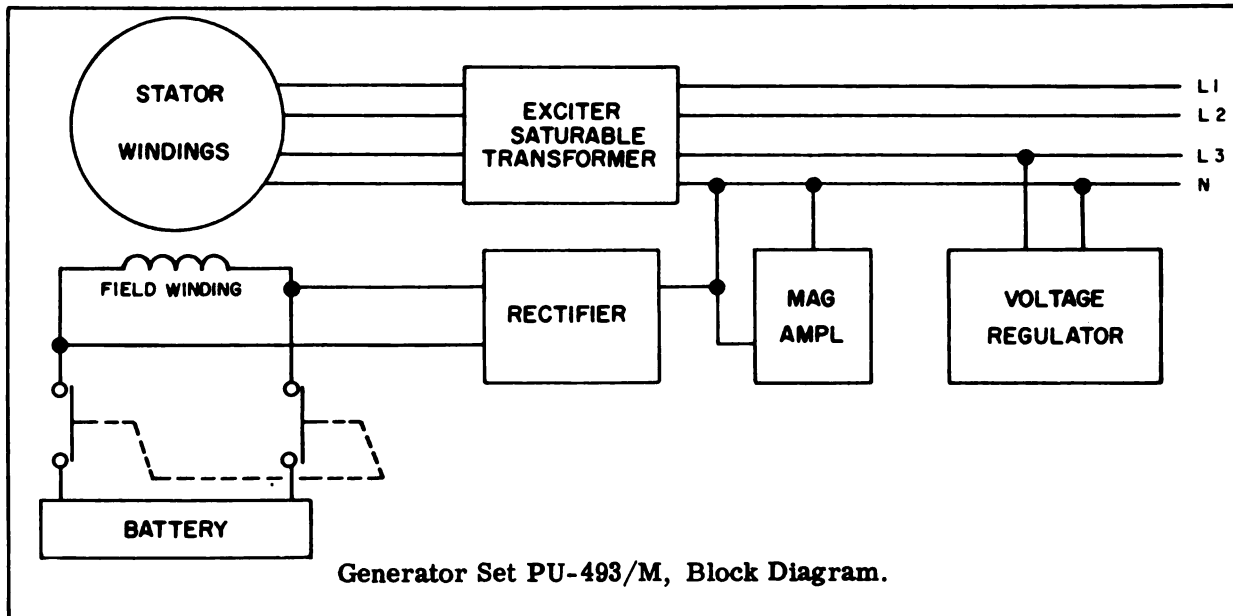 STATOR
WINDINGS
EXCITER
SATURABLE
TRANSFORMER
L1
L2
L3
N
FIELD WINDING
RECTIFIER
MAG
AMPL
VOLTAGE
REGULATOR
BATTERY
Generator Set PU-493/M, Block Diagram.